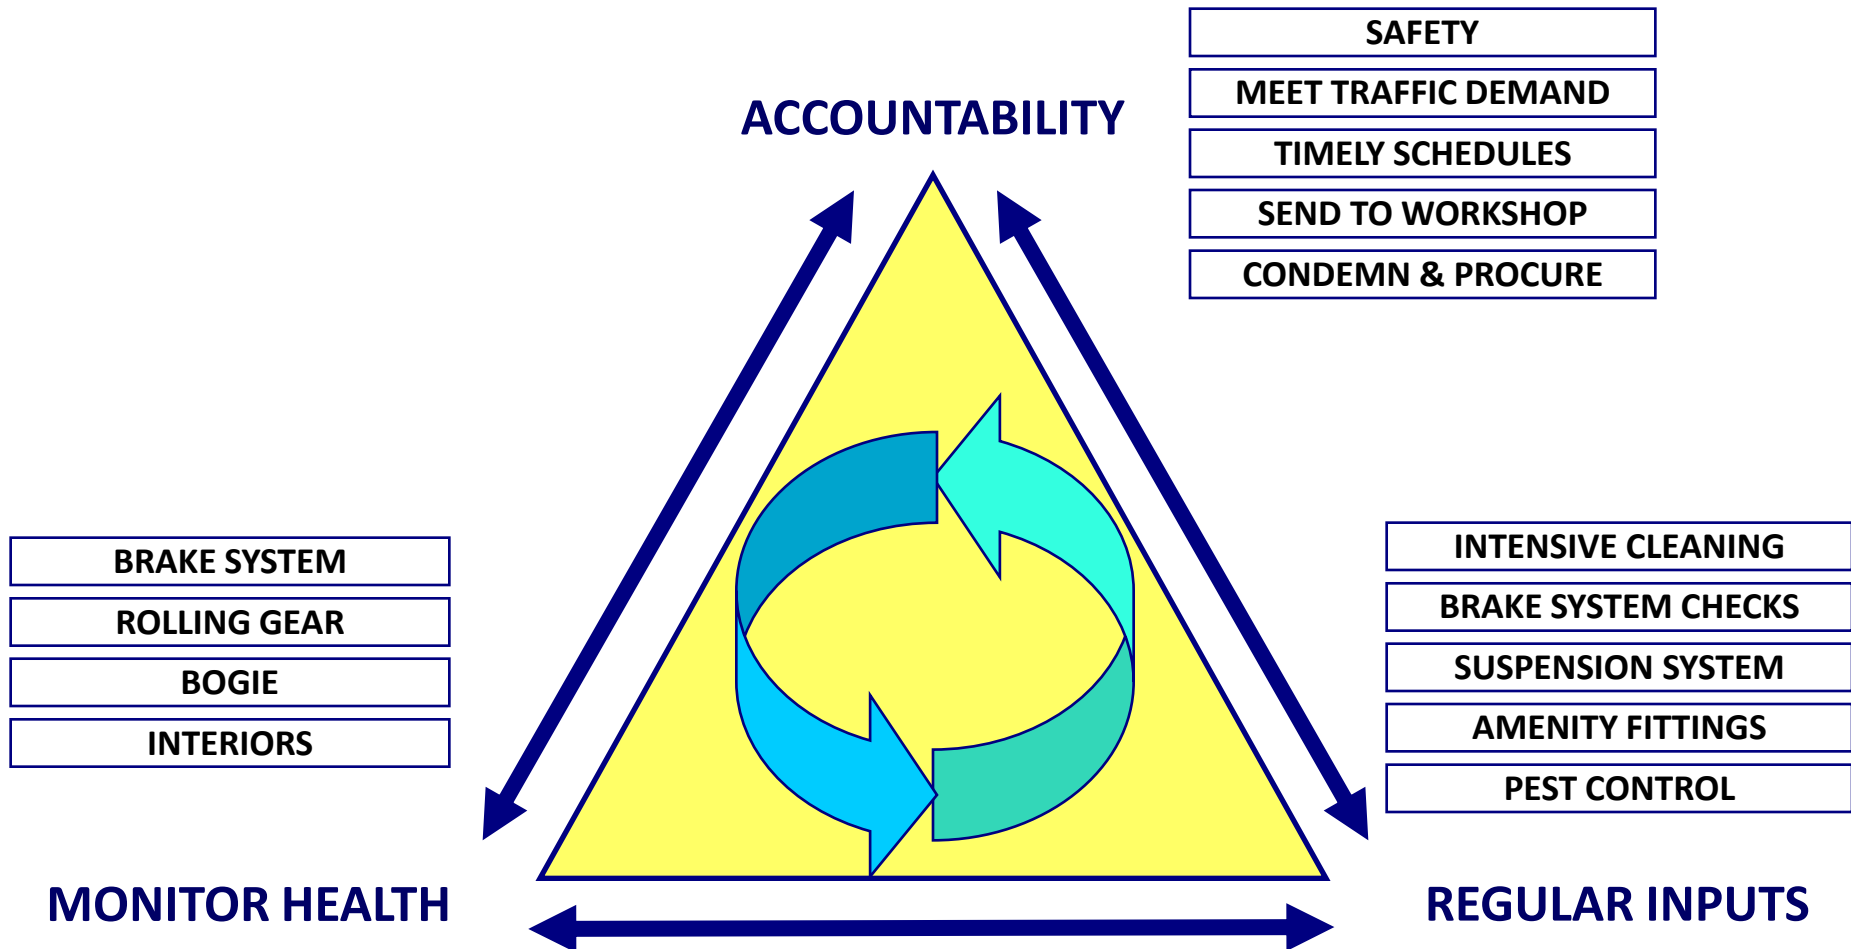 SAFETY
MEET TRAFFIC DEMAND
TIMELY SCHEDULES
SEND TO WORKSHOP
CONDEMN & PROCURE
ACCOUNTABILITY
BRAKE SYSTEM
ROLLING GEAR
BOGIE
INTERIORS
MONITOR HEALTH
INTENSIVE CLEANING
BRAKE SYSTEM CHECKS
SUSPENSION SYSTEM
AMENITY FITTINGS
PEST CONTROL
REGULAR INPUTS